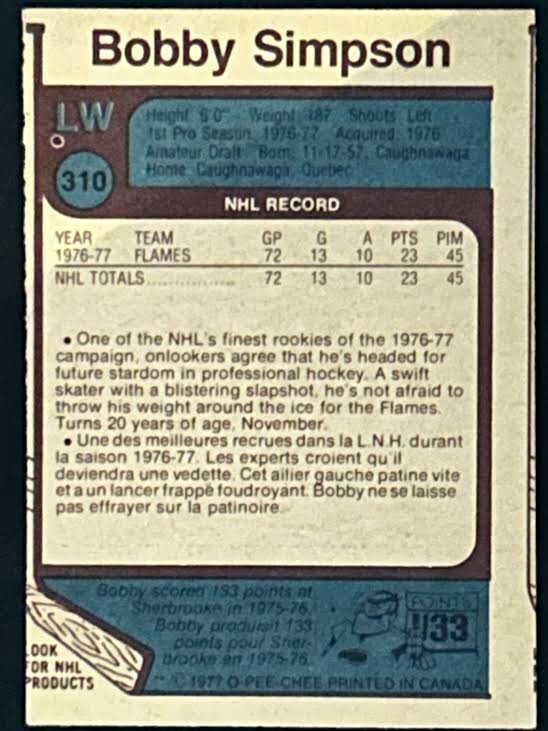 Bobby Simpson
LW
Height 6'0" - Weight 187 Shoots Left
1st Pro Season 1976-77 Acquired: 1976
Amateur Draft Born: 11-17-57, Caughnawaga
Home: Caughnawaga, Quebec
310
NHL RECORD
YEAR TEAM GP G A PTS PIM
1976-77 FLAMES 72 13 10 23 45
NHL TOTALS................ 72 13 10 23 45
• One of the NHL's finest rookies of the 1976-77
campaign, onlookers agree that he's headed for
future stardom in professional hockey. A swift
skater with a blistering slapshot, he's not afraid to
throw his weight around the ice for the Flames.
Turns 20 years of age, November.
• Une des meilleures recrues dans la L.N.H. durant
la saison 1976-77. Les experts croient qu'il
deviendra une vedette. Cet ailier gauche patine vite
et a un lancer frappé foudroyant. Bobby ne se laisse
pas effrayer sur la patinoire.
Bobby scored 133 points at
Sherbrooke in 1975-76.
Bobby produisit 133
points pour Sher-
brooke en 1975-76.
POINTS
133
OOK
FOR NHL
PRODUCTS
© 1977 O-PEE-CHEE PRINTED IN CANADA